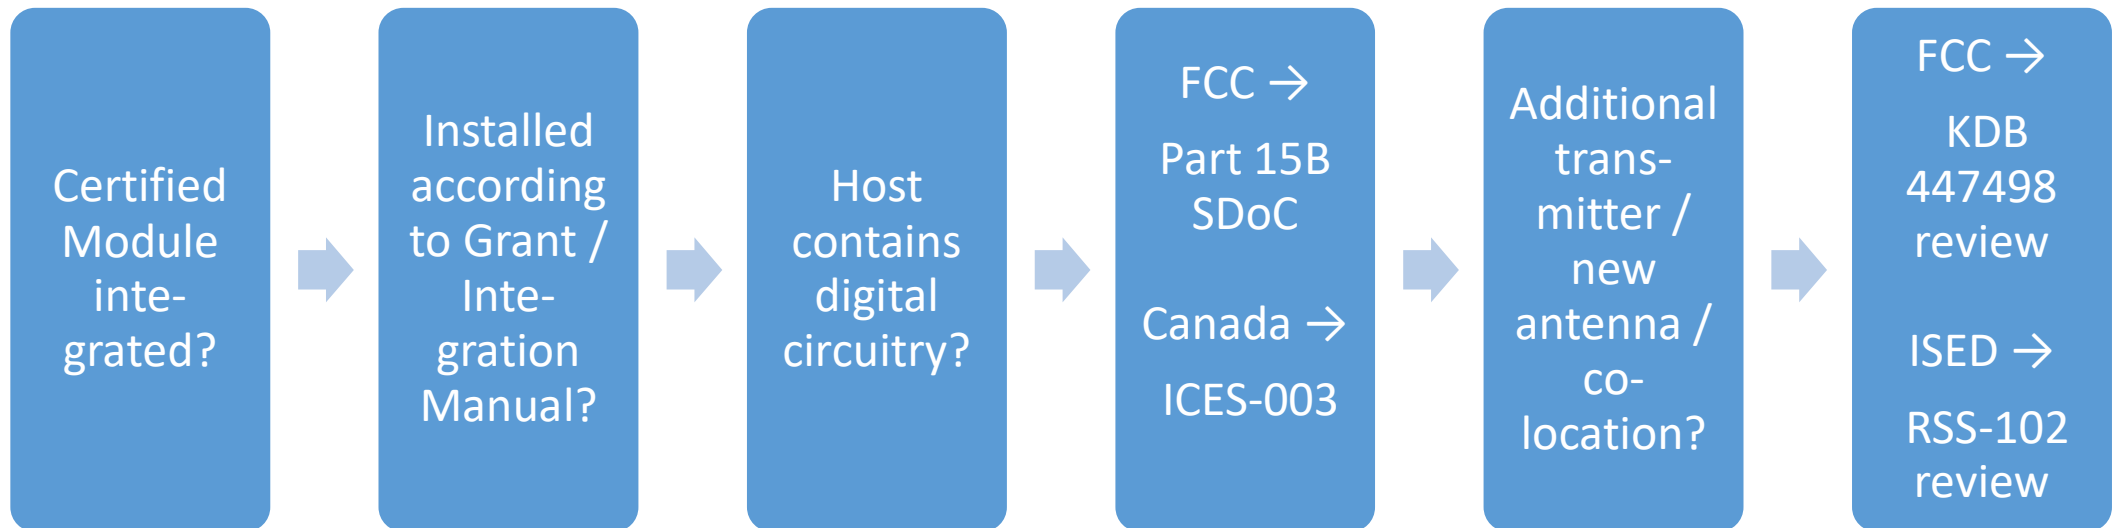 Certified
Module
inte-
grated?
Installed
according
to Grant /
Inte-
gration
Manual?
Host
contains
digital
circuitry?
FCC →
Part 15B
SDoC
Canada →
ICES-003
Additional
trans-
mitter /
new
antenna /
co-
location?
FCC →
KDB
447498
review
ISED →
RSS-102
review